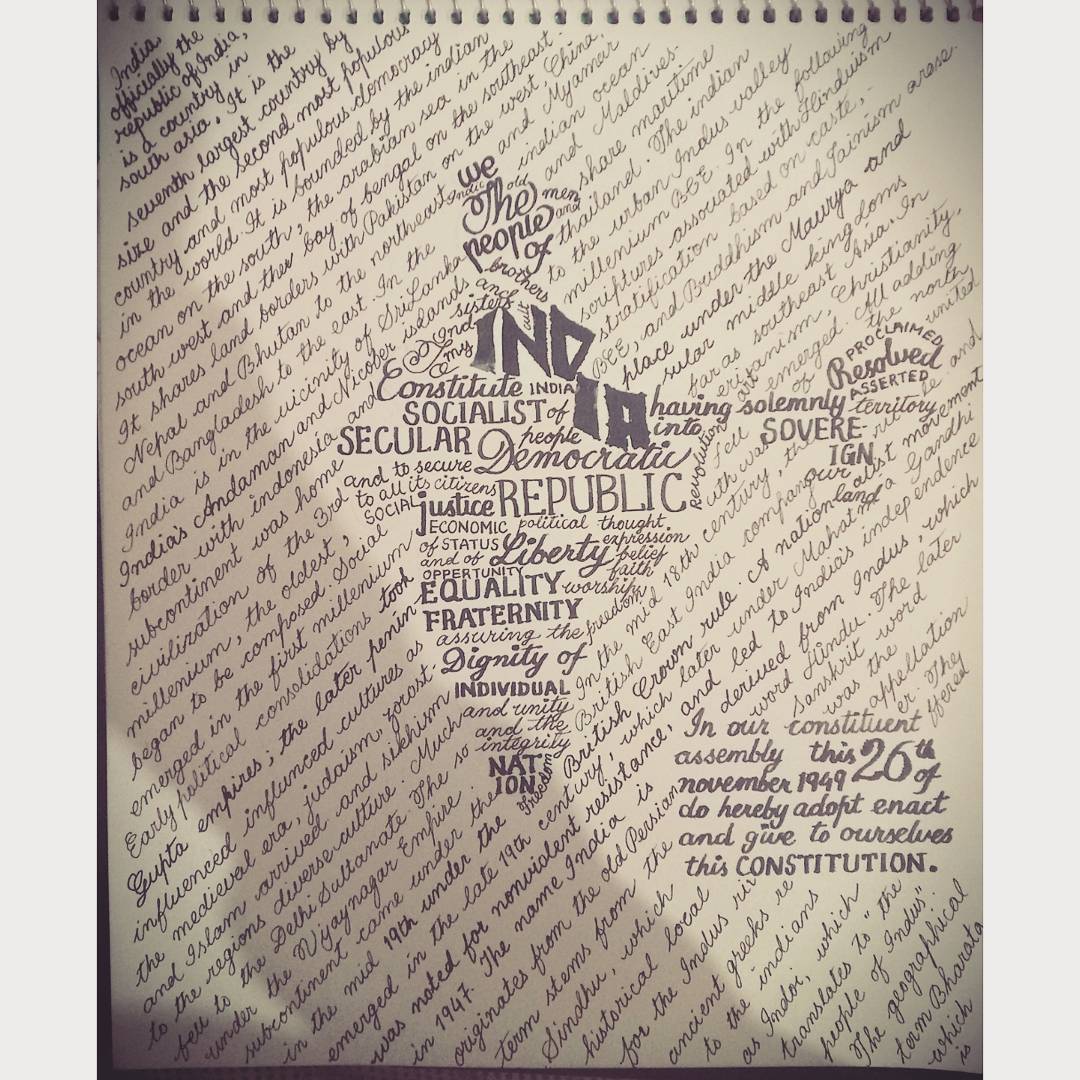 India,
officially the
republic of India,
is a country in
south asia. It is the
seventh largest country by
size and the second most populous
country and most populous democracy
in the world. It is bounded by the indian
ocean on the south, the arabian sea in the
south west and the bay of bengal on the southeast.
It shares land borders with Pakistan on the west, China,
Nepal and Bhutan to the northeast and Myamar
and Bangladesh to the east. In the indian ocean
India is in the vicinity of SriLanka and Maldives.
India's Andaman and Nicober islands and share maritime
border with indonesia and thailand. The indian
subcontinent was home to the urban Indus valley
civilization of the 3rd millenium BCE. In the following
millenium, the oldest, scriptures associated with Hinduism
began to be composed. Social stratification based on caste,
emerged in the first millenium BCE, and Buddhism and Jainism arose.
Early political consolidations took place under the Maurya and
Gupta empires; the later penin sular middle kingdoms
influenced influnced cultures as far as southeast Asia. In
the medieval era, judaism, zorost eritanism, Christianity,
and Islam arrived and sikhism emerged. All adding
to the regions diverse culture. Much of the north
fell to the Delhi Sultanate. The so uth was united
under the Vijaynagar Empire
subcontinent came under the
in the mid 19th under the British Crown rule. A nationalist movement
emerged in the late 19th century, which later under Mahatma Gandhi
was noted for nonviolent resistance, and led to India's independence
in 1947. The name India is derived from Indus, which
originates from the old Persian word Hindu. The later
term stems from the sanskrit word
Sindhu, which was the
historical local appellation
for the Indus riv er. The
ancient greeks re ffered
to the indians
as Indoi, which
translates to "the
people of Indus".
The geographical
term Bharata
which is
In the mid 18th century, the
British East India company
we
The
people
of
old
men
and
brothers
and
sisters
my
INDIA
Constitute INDIA
SOCIALIST of
SECULAR people
Democratic
and to secure
to all its citizens
SOCIAL justice REPUBLIC
having solemnly
into
PROCLAIMED
Resolved
ASSERTED
territory
SOVERE-
IGN
our
land
Revolution
ECONOMIC political thought
of STATUS Liberty expression
and of belief
OPPORTUNITY faith
EQUALITY worship
FRATERNITY
assuring the freedom
Dignity of
INDIVIDUAL
and unity
and the
integrity
NAT
ION
freedom
In our constituent
assembly this 26th
november 1949 of
do hereby adopt enact
and give to ourselves
this CONSTITUTION.